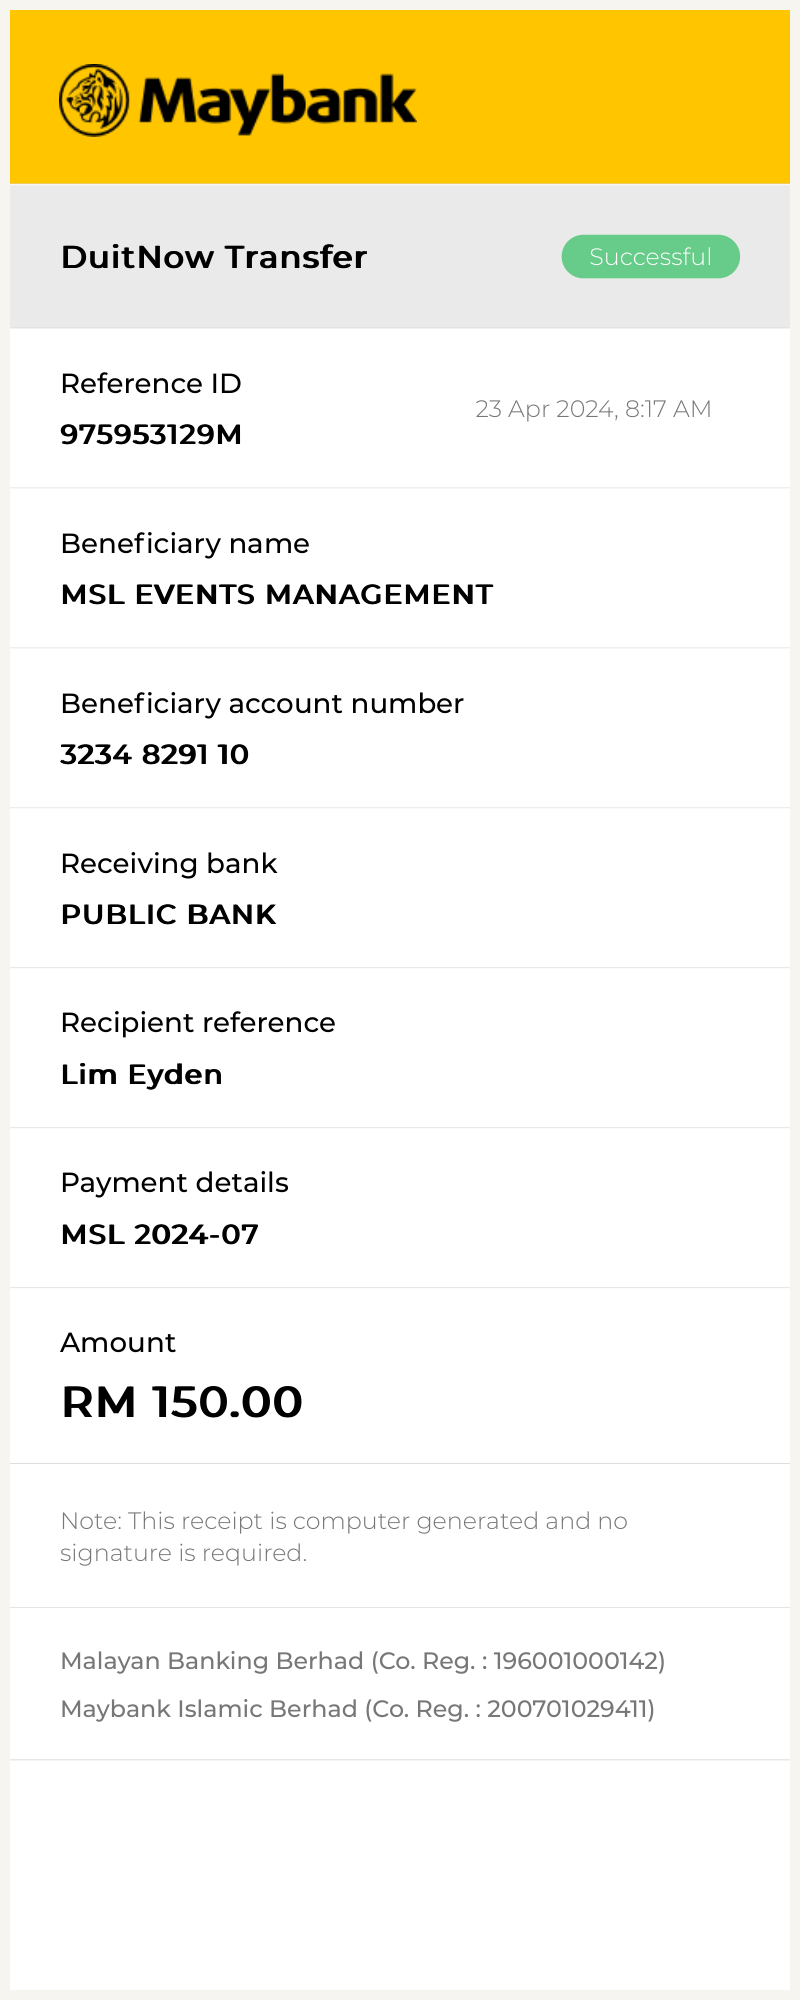 Maybank
DuitNow Transfer
Successful
Reference ID
975953129M
23 Apr 2024, 8:17 AM
Beneficiary name
MSL EVENTS MANAGEMENT
Beneficiary account number
3234 8291 10
Receiving bank
PUBLIC BANK
Recipient reference
Lim Eyden
Payment details
MSL 2024-07
Amount
RM 150.00
Note: This receipt is computer generated and no
signature is required.
Malayan Banking Berhad (Co. Reg. : 196001000142)
Maybank Islamic Berhad (Co. Reg. : 200701029411)